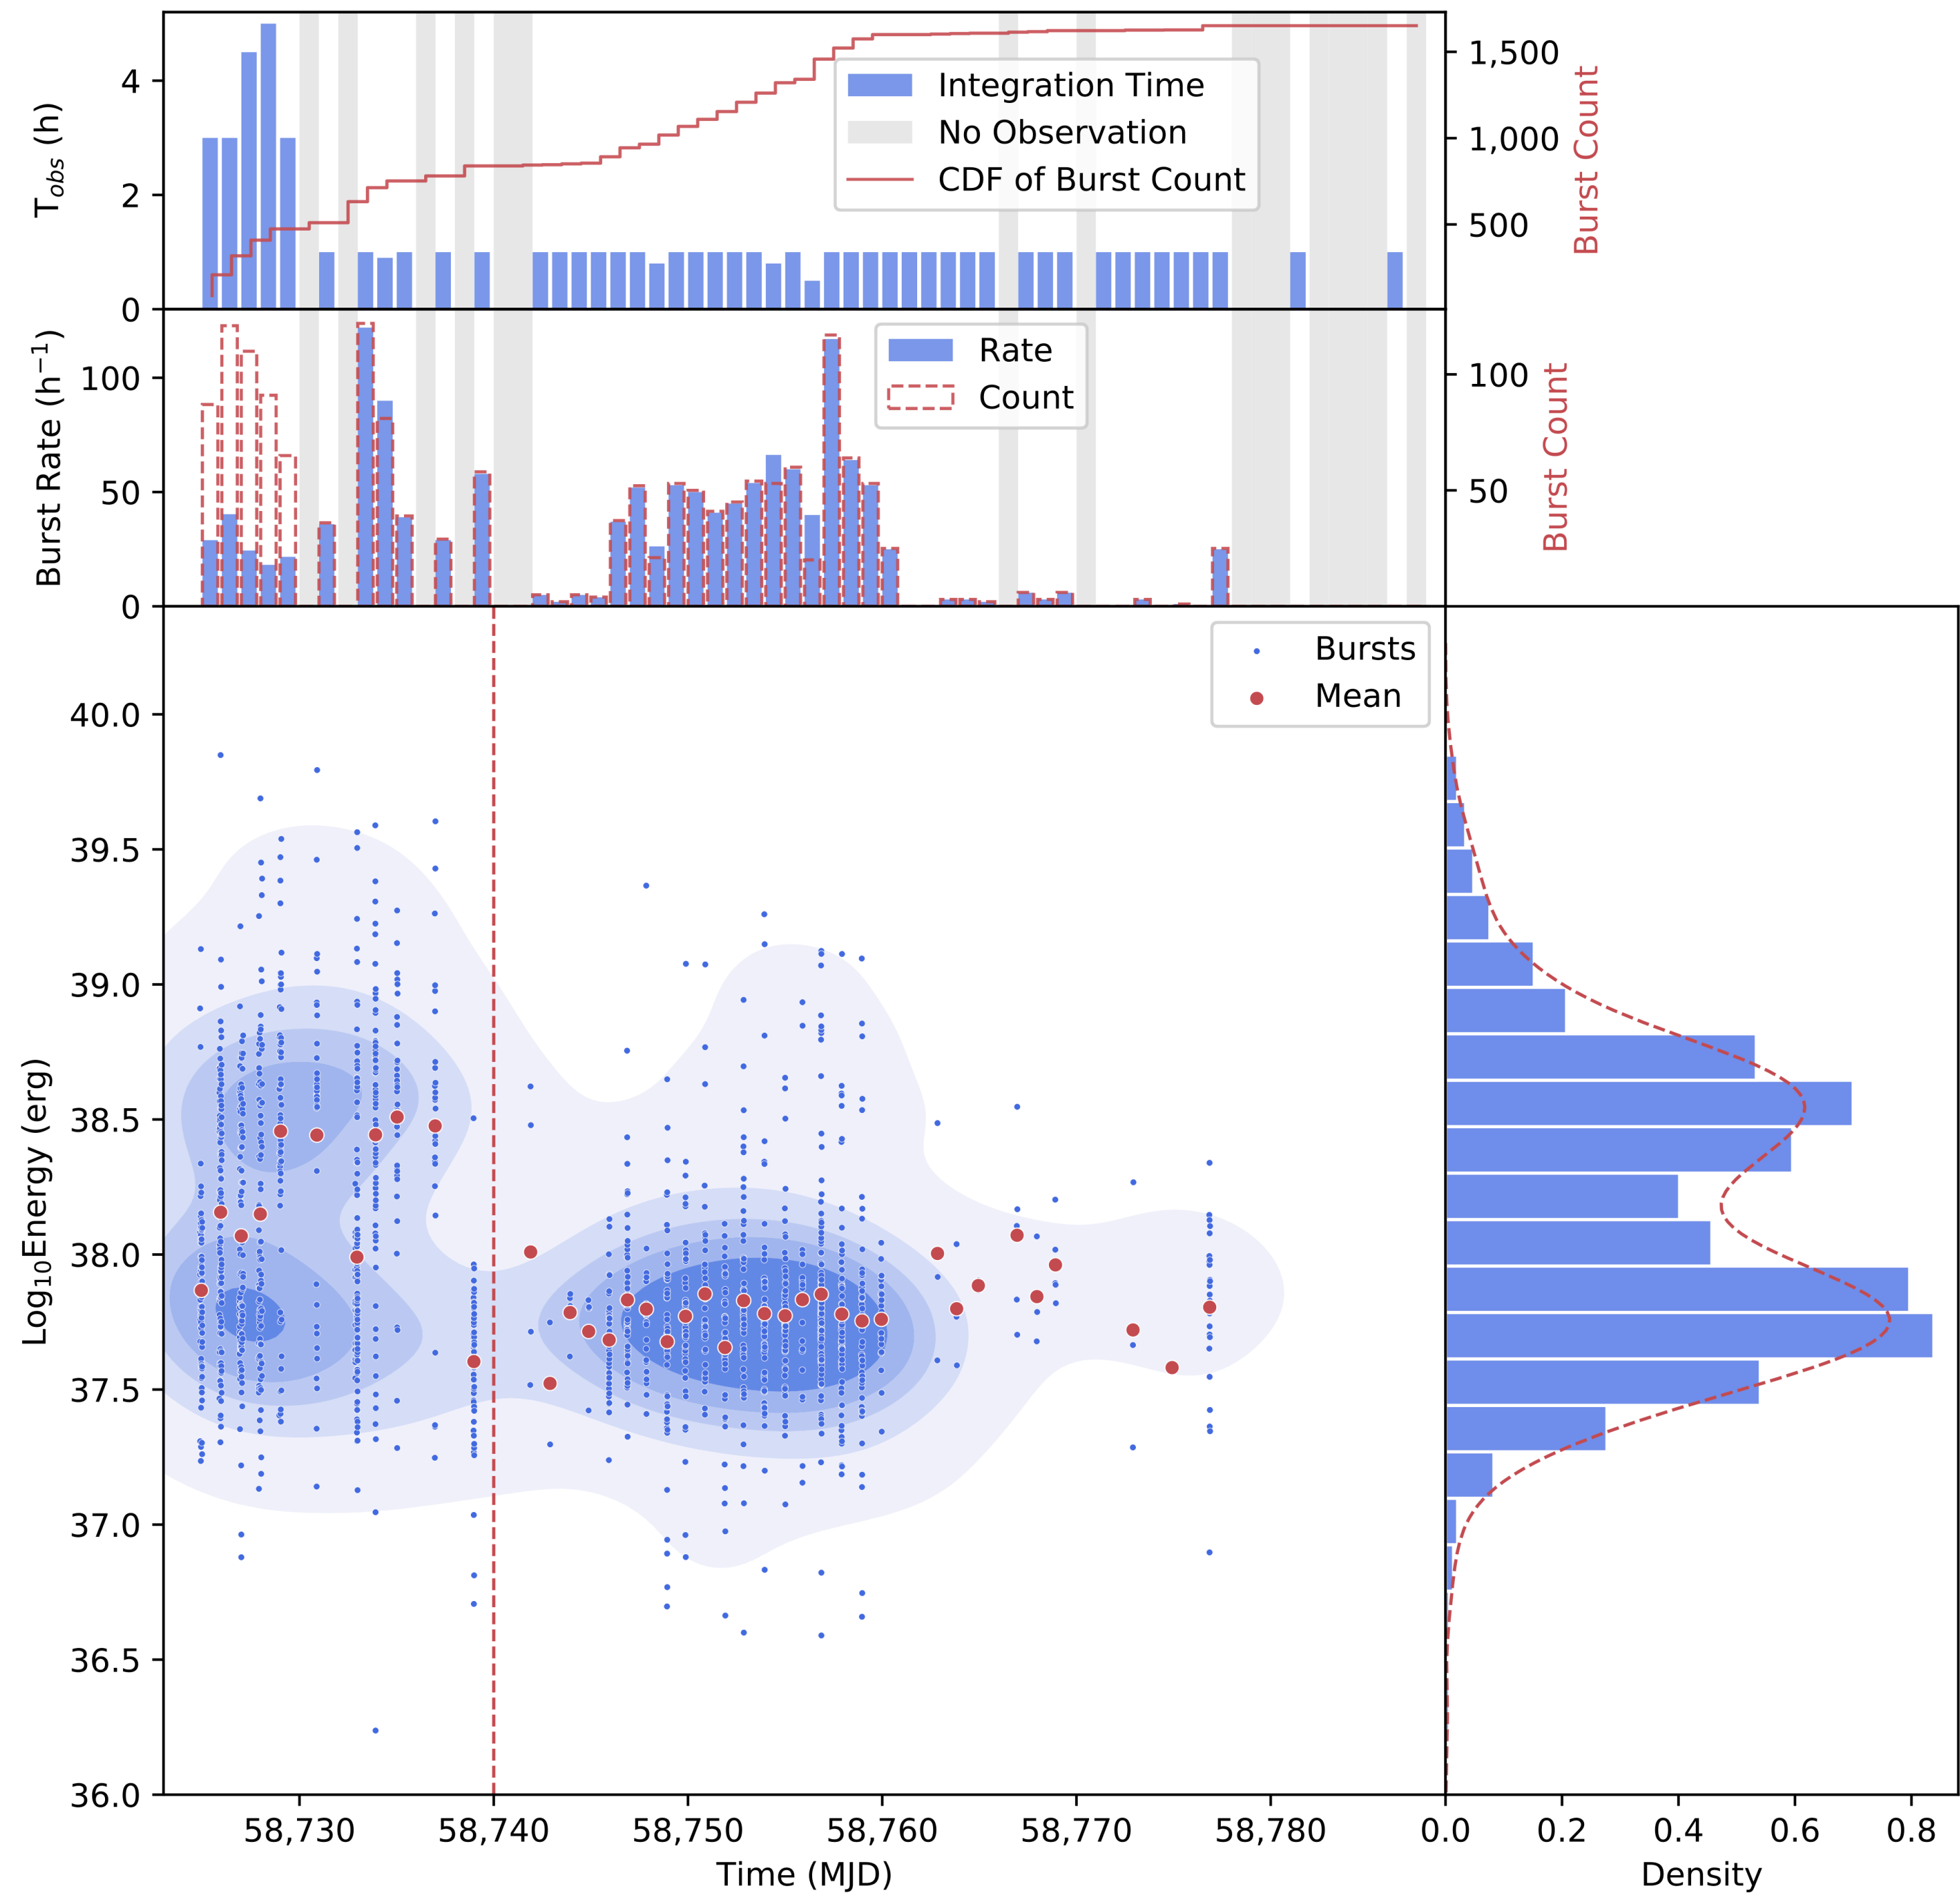 4
2
0
T_obs (h)
Integration Time
No Observation
CDF of Burst Count
1,500
1,000
500
Burst Count
100
50
0
Burst Rate (h⁻¹)
Rate
Count
100
50
Burst Count
Bursts
Mean
40.0
39.5
39.0
38.5
38.0
37.5
37.0
36.5
36.0
Log₁₀Energy (erg)
58,730
58,740
58,750
58,760
58,770
58,780
Time (MJD)
0.0
0.2
0.4
0.6
0.8
Density